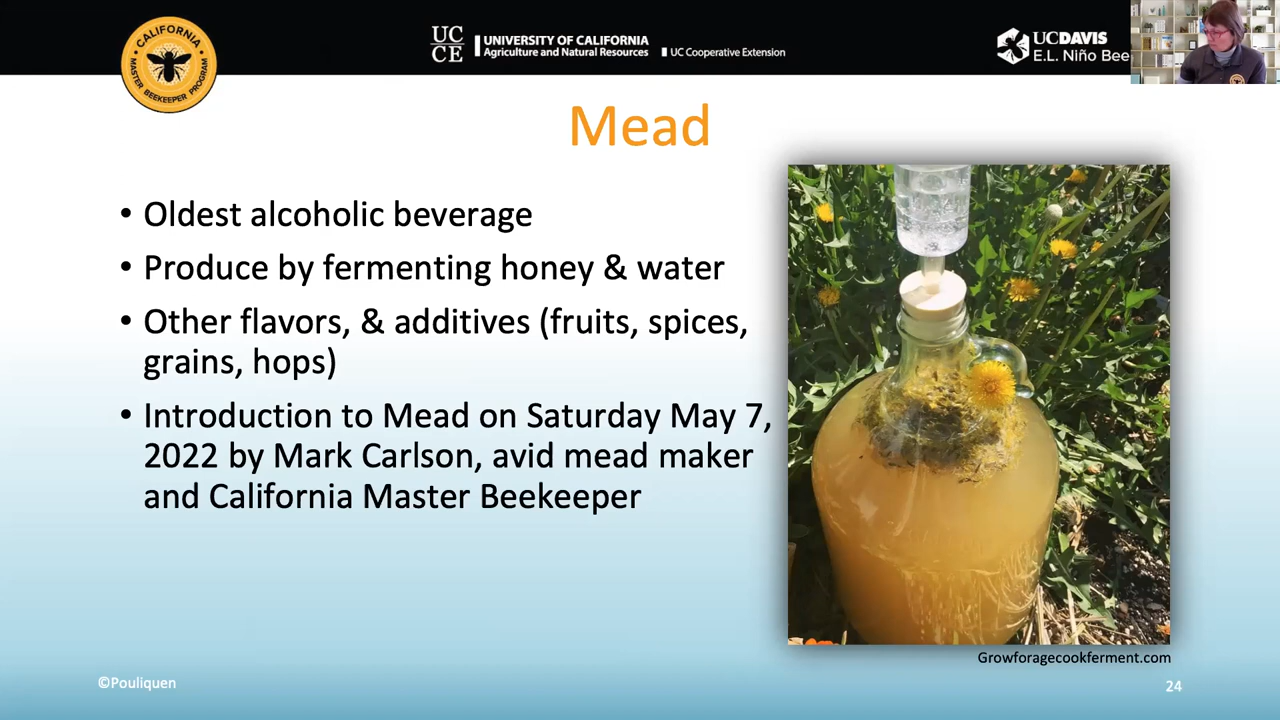 CALIFORNIA
MASTER BEEKEEPER PROGRAM
UC
CE
UNIVERSITY OF CALIFORNIA
Agriculture and Natural Resources
UC Cooperative Extension
UCDAVIS
E.L. Niño Bee
Mead
• Oldest alcoholic beverage
• Produce by fermenting honey & water
• Other flavors, & additives (fruits, spices,
grains, hops)
• Introduction to Mead on Saturday May 7,
2022 by Mark Carlson, avid mead maker
and California Master Beekeeper
Growforagecookferment.com
©Pouliquen
24